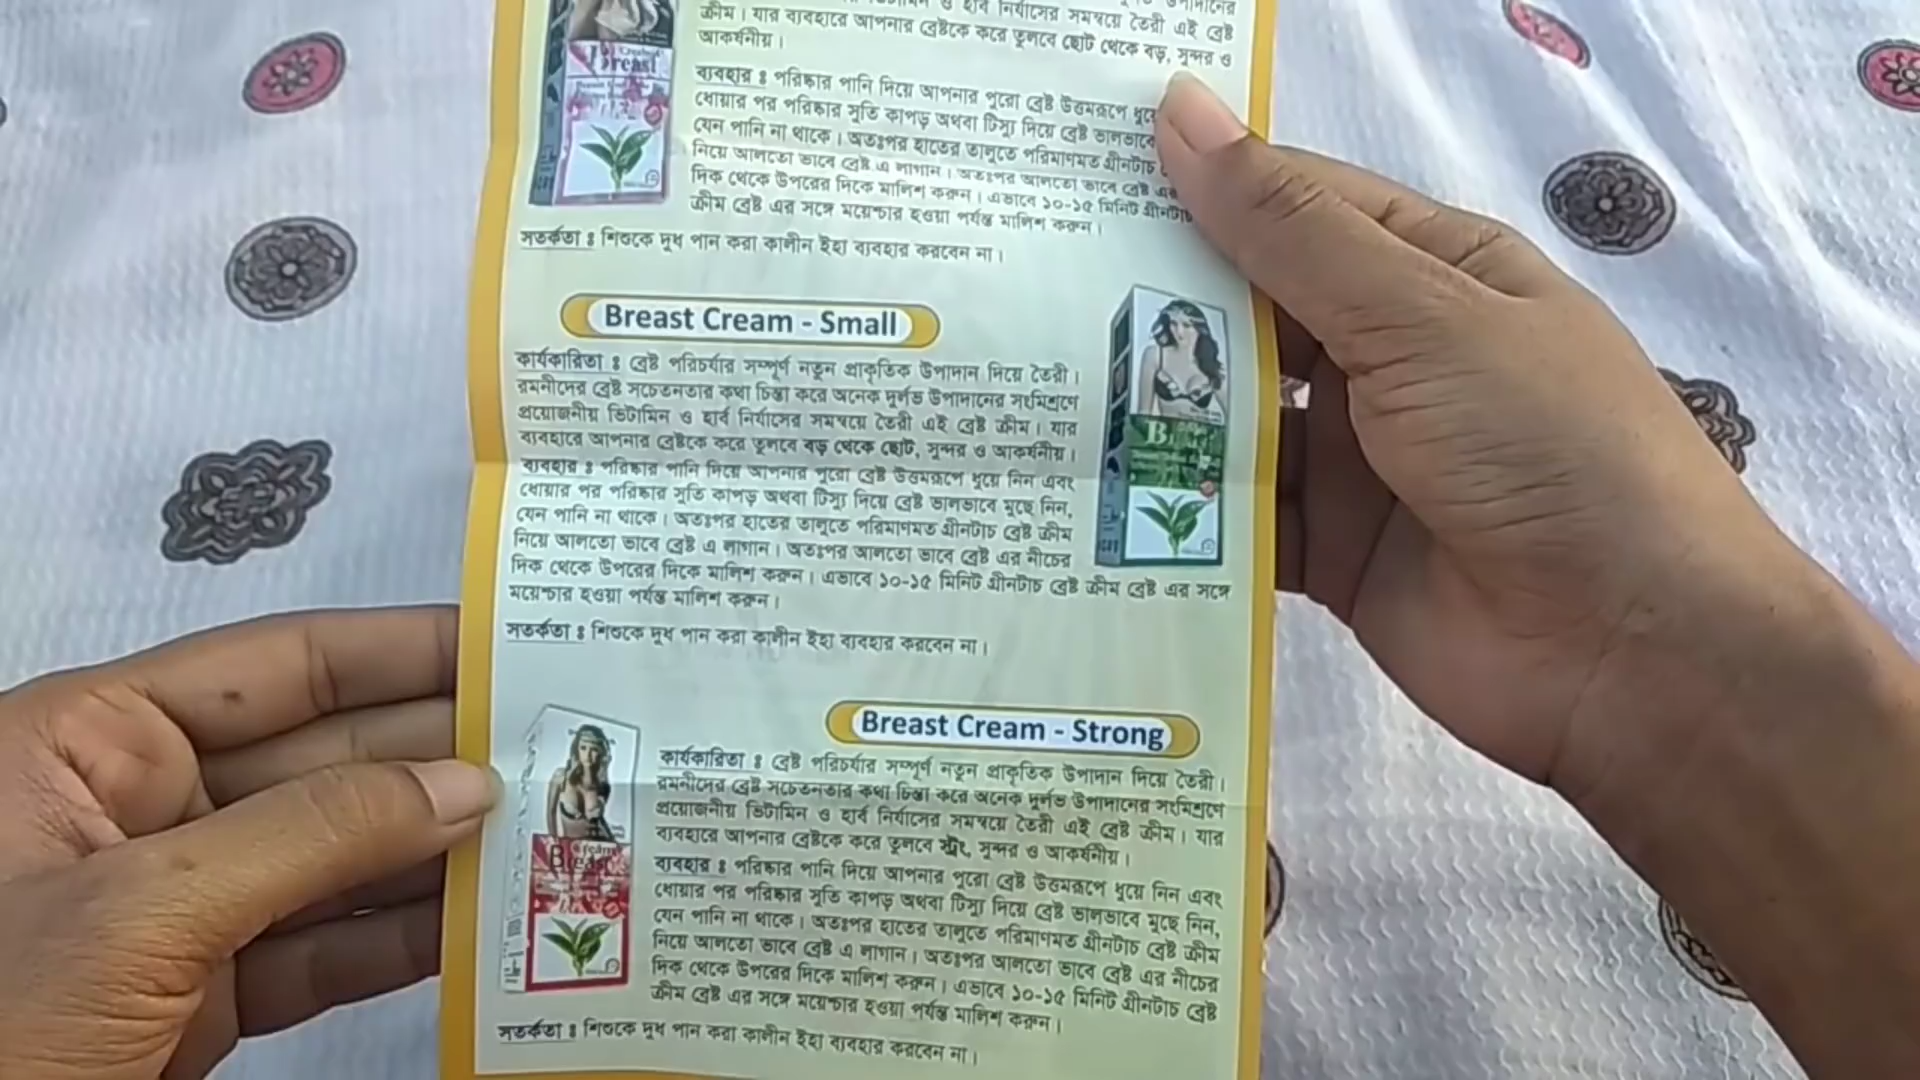 ও হার্ব নির্যাসের সমন্বয়ে তৈরী এই ব্রেষ্ট
ক্রীম। যার ব্যবহারে আপনার ব্রেষ্টকে করে তুলবে ছোট থেকে বড়, সুন্দর ও
আকর্ষনীয়।
ব্যবহার ঃ পরিষ্কার পানি দিয়ে আপনার পুরো ব্রেষ্ট উত্তমরূপে ধুয়ে
ধোয়ার পর পরিষ্কার সুতি কাপড় অথবা টিস্যু দিয়ে ব্রেষ্ট ভালভাবে
যেন পানি না থাকে। অতঃপর হাতের তালুতে পরিমাণমত গ্রীনটাচ
নিয়ে আলতো ভাবে ব্রেষ্ট এ লাগান। অতঃপর আলতো ভাবে ব্রেষ্ট এর
দিক থেকে উপরের দিকে মালিশ করুন। এভাবে ১০-১৫ মিনিট গ্রীনটাচ
ক্রীম ব্রেষ্ট এর সঙ্গে ময়েশ্চার হওয়া পর্যন্ত মালিশ করুন।
সতর্কতা ঃ শিশুকে দুধ পান করা কালীন ইহা ব্যবহার করবেন না।
Cream
Breast
Breast Cream - Small
কার্যকারিতা ঃ ব্রেষ্ট পরিচর্যার সম্পূর্ণ নতুন প্রাকৃতিক উপাদান দিয়ে তৈরী।
রমনীদের ব্রেষ্ট সচেতনতার কথা চিন্তা করে অনেক দুর্লভ উপাদানের সংমিশ্রণে
প্রয়োজনীয় ভিটামিন ও হার্ব নির্যাসের সমন্বয়ে তৈরী এই ব্রেষ্ট ক্রীম। যার
ব্যবহারে আপনার ব্রেষ্টকে করে তুলবে বড় থেকে ছোট, সুন্দর ও আকর্ষনীয়।
ব্যবহার ঃ পরিষ্কার পানি দিয়ে আপনার পুরো ব্রেষ্ট উত্তমরূপে ধুয়ে নিন এবং
ধোয়ার পর পরিষ্কার সুতি কাপড় অথবা টিস্যু দিয়ে ব্রেষ্ট ভালভাবে মুছে নিন,
যেন পানি না থাকে। অতঃপর হাতের তালুতে পরিমাণমত গ্রীনটাচ ব্রেষ্ট ক্রীম
নিয়ে আলতো ভাবে ব্রেষ্ট এ লাগান। অতঃপর আলতো ভাবে ব্রেষ্ট এর নীচের
দিক থেকে উপরের দিকে মালিশ করুন। এভাবে ১০-১৫ মিনিট গ্রীনটাচ ব্রেষ্ট ক্রীম ব্রেষ্ট এর সঙ্গে
ময়েশ্চার হওয়া পর্যন্ত মালিশ করুন।
সতর্কতা ঃ শিশুকে দুধ পান করা কালীন ইহা ব্যবহার করবেন না।
Breast Cream - Strong
কার্যকারিতা ঃ ব্রেষ্ট পরিচর্যার সম্পূর্ণ নতুন প্রাকৃতিক উপাদান দিয়ে তৈরী।
রমনীদের ব্রেষ্ট সচেতনতার কথা চিন্তা করে অনেক দুর্লভ উপাদানের সংমিশ্রণে
প্রয়োজনীয় ভিটামিন ও হার্ব নির্যাসের সমন্বয়ে তৈরী এই ব্রেষ্ট ক্রীম। যার
ব্যবহারে আপনার ব্রেষ্টকে করে তুলবে স্ট্রং, সুন্দর ও আকর্ষনীয়।
ব্যবহার ঃ পরিষ্কার পানি দিয়ে আপনার পুরো ব্রেষ্ট উত্তমরূপে ধুয়ে নিন এবং
ধোয়ার পর পরিষ্কার সুতি কাপড় অথবা টিস্যু দিয়ে ব্রেষ্ট ভালভাবে মুছে নিন,
যেন পানি না থাকে। অতঃপর হাতের তালুতে পরিমাণমত গ্রীনটাচ ব্রেষ্ট ক্রীম
নিয়ে আলতো ভাবে ব্রেষ্ট এ লাগান। অতঃপর আলতো ভাবে ব্রেষ্ট এর নীচের
দিক থেকে উপরের দিকে মালিশ করুন। এভাবে ১০-১৫ মিনিট গ্রীনটাচ ব্রেষ্ট
ক্রীম ব্রেষ্ট এর সঙ্গে ময়েশ্চার হওয়া পর্যন্ত মালিশ করুন।
Cream
Breast
সতর্কতা ঃ শিশুকে দুধ পান করা কালীন ইহা ব্যবহার করবেন না।